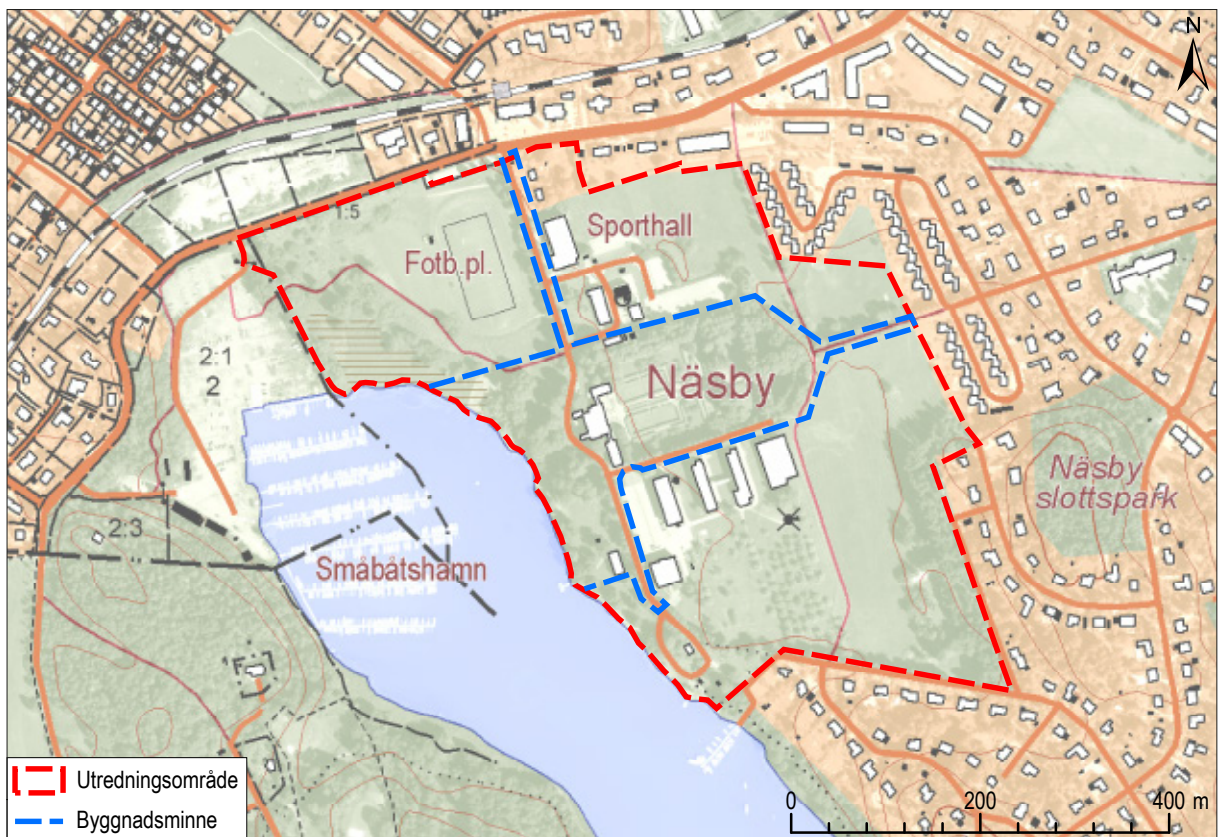 N
1:5
Sporthall
Fotb.pl.
2:1
2
Näsby
Näsby
slottspark
2:3
Småbåtshamn
Utredningsområde
Byggnadsminne
0
200
400 m